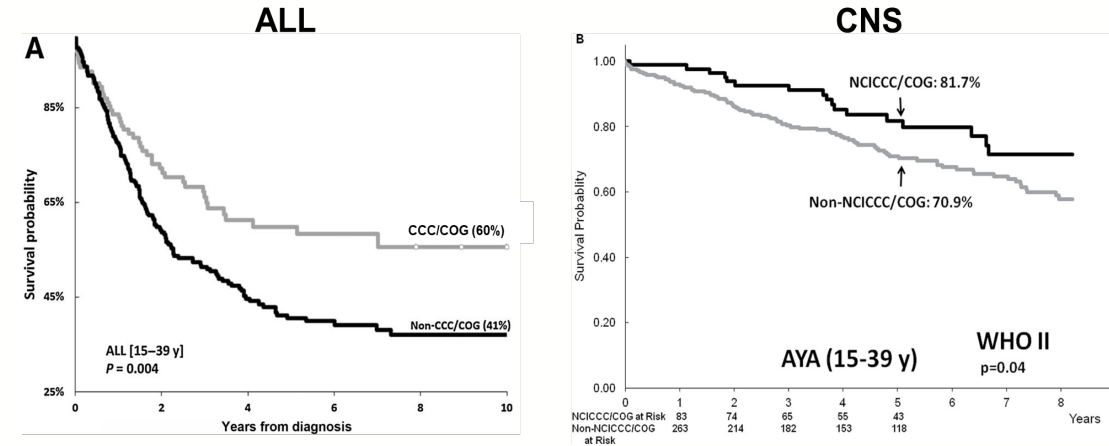 ALL
A
Survival probability
85%
65%
45%
25%
CCC/COG (60%)
Non-CCC/COG (41%)
ALL [15–39 y]
P = 0.004
0 2 4 6 8 10
Years from diagnosis
CNS
B
Survival Probablity
1.00
0.80
0.60
0.40
0.20
0.00
NCICCC/COG: 81.7%
Non-NCICCC/COG: 70.9%
AYA (15-39 y)
WHO II
p=0.04
0 1 2 3 4 5 6 7 8
Years
NCICCC/COG at Risk 83 74 65 55 43
Non-NCICCC/COG 263 214 182 153 118
at Risk